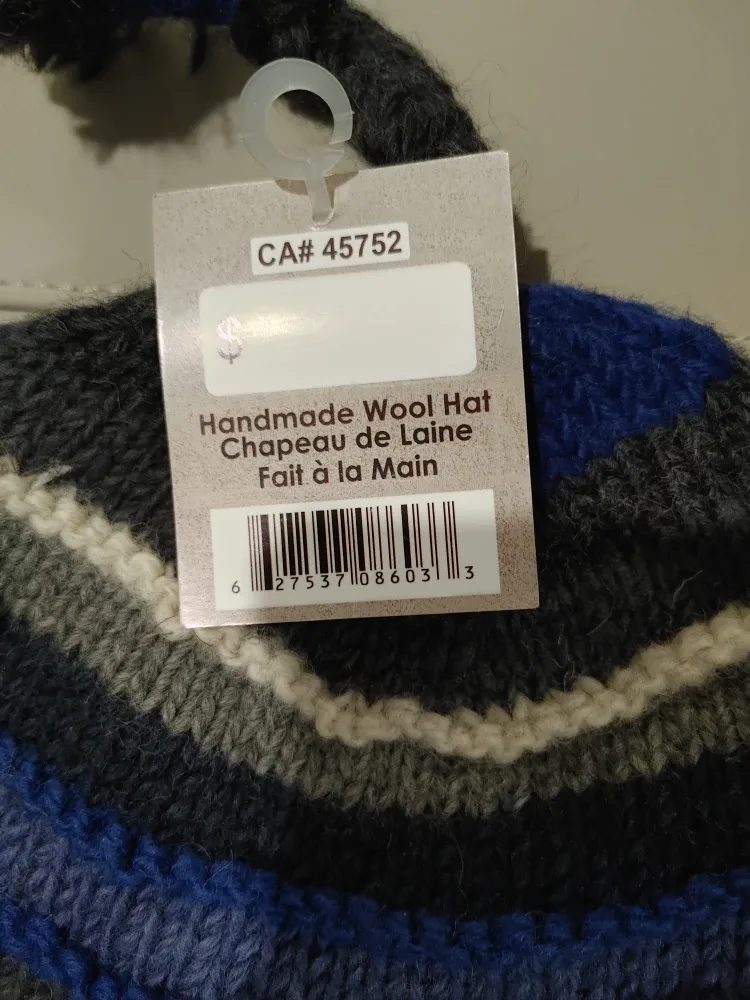 CA# 45752
$
Handmade Wool Hat
Chapeau de Laine
Fait à la Main
6 27537 08603 3